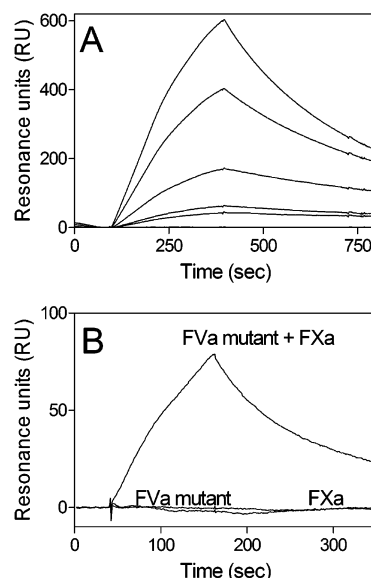 A
600
400
200
0
Resonance units (RU)
0 250 500 750
Time (sec)
B
100
50
0
Resonance units (RU)
FVa mutant + FXa
FVa mutant FXa
0 100 200 300
Time (sec)